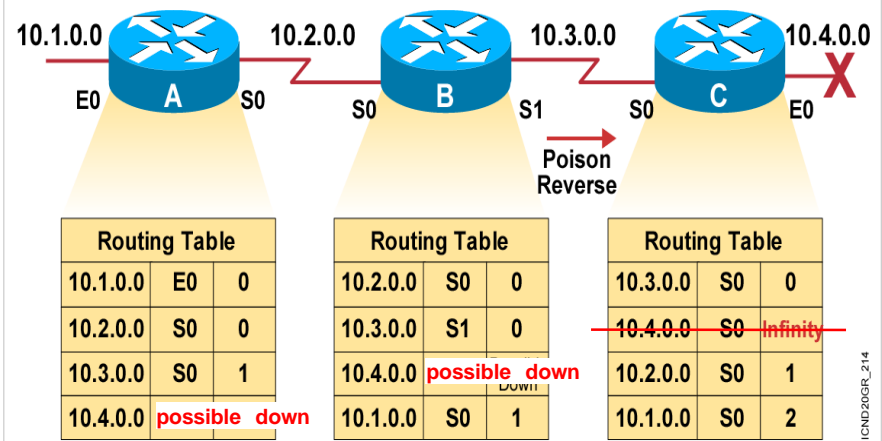 10.1.0.0 10.2.0.0 10.3.0.0 10.4.0.0
X
A B C
E0 S0 S0 S1 S0 E0
Poison
Reverse
Routing Table
10.1.0.0 E0 0
10.2.0.0 S0 0
10.3.0.0 S0 1
10.4.0.0 possible down
Routing Table
10.2.0.0 S0 0
10.3.0.0 S1 0
10.4.0.0 possible down
Down
10.1.0.0 S0 1
Routing Table
10.3.0.0 S0 0
10.4.0.0 S0 Infinity
10.2.0.0 S0 1
10.1.0.0 S0 2
ICND20GR_214